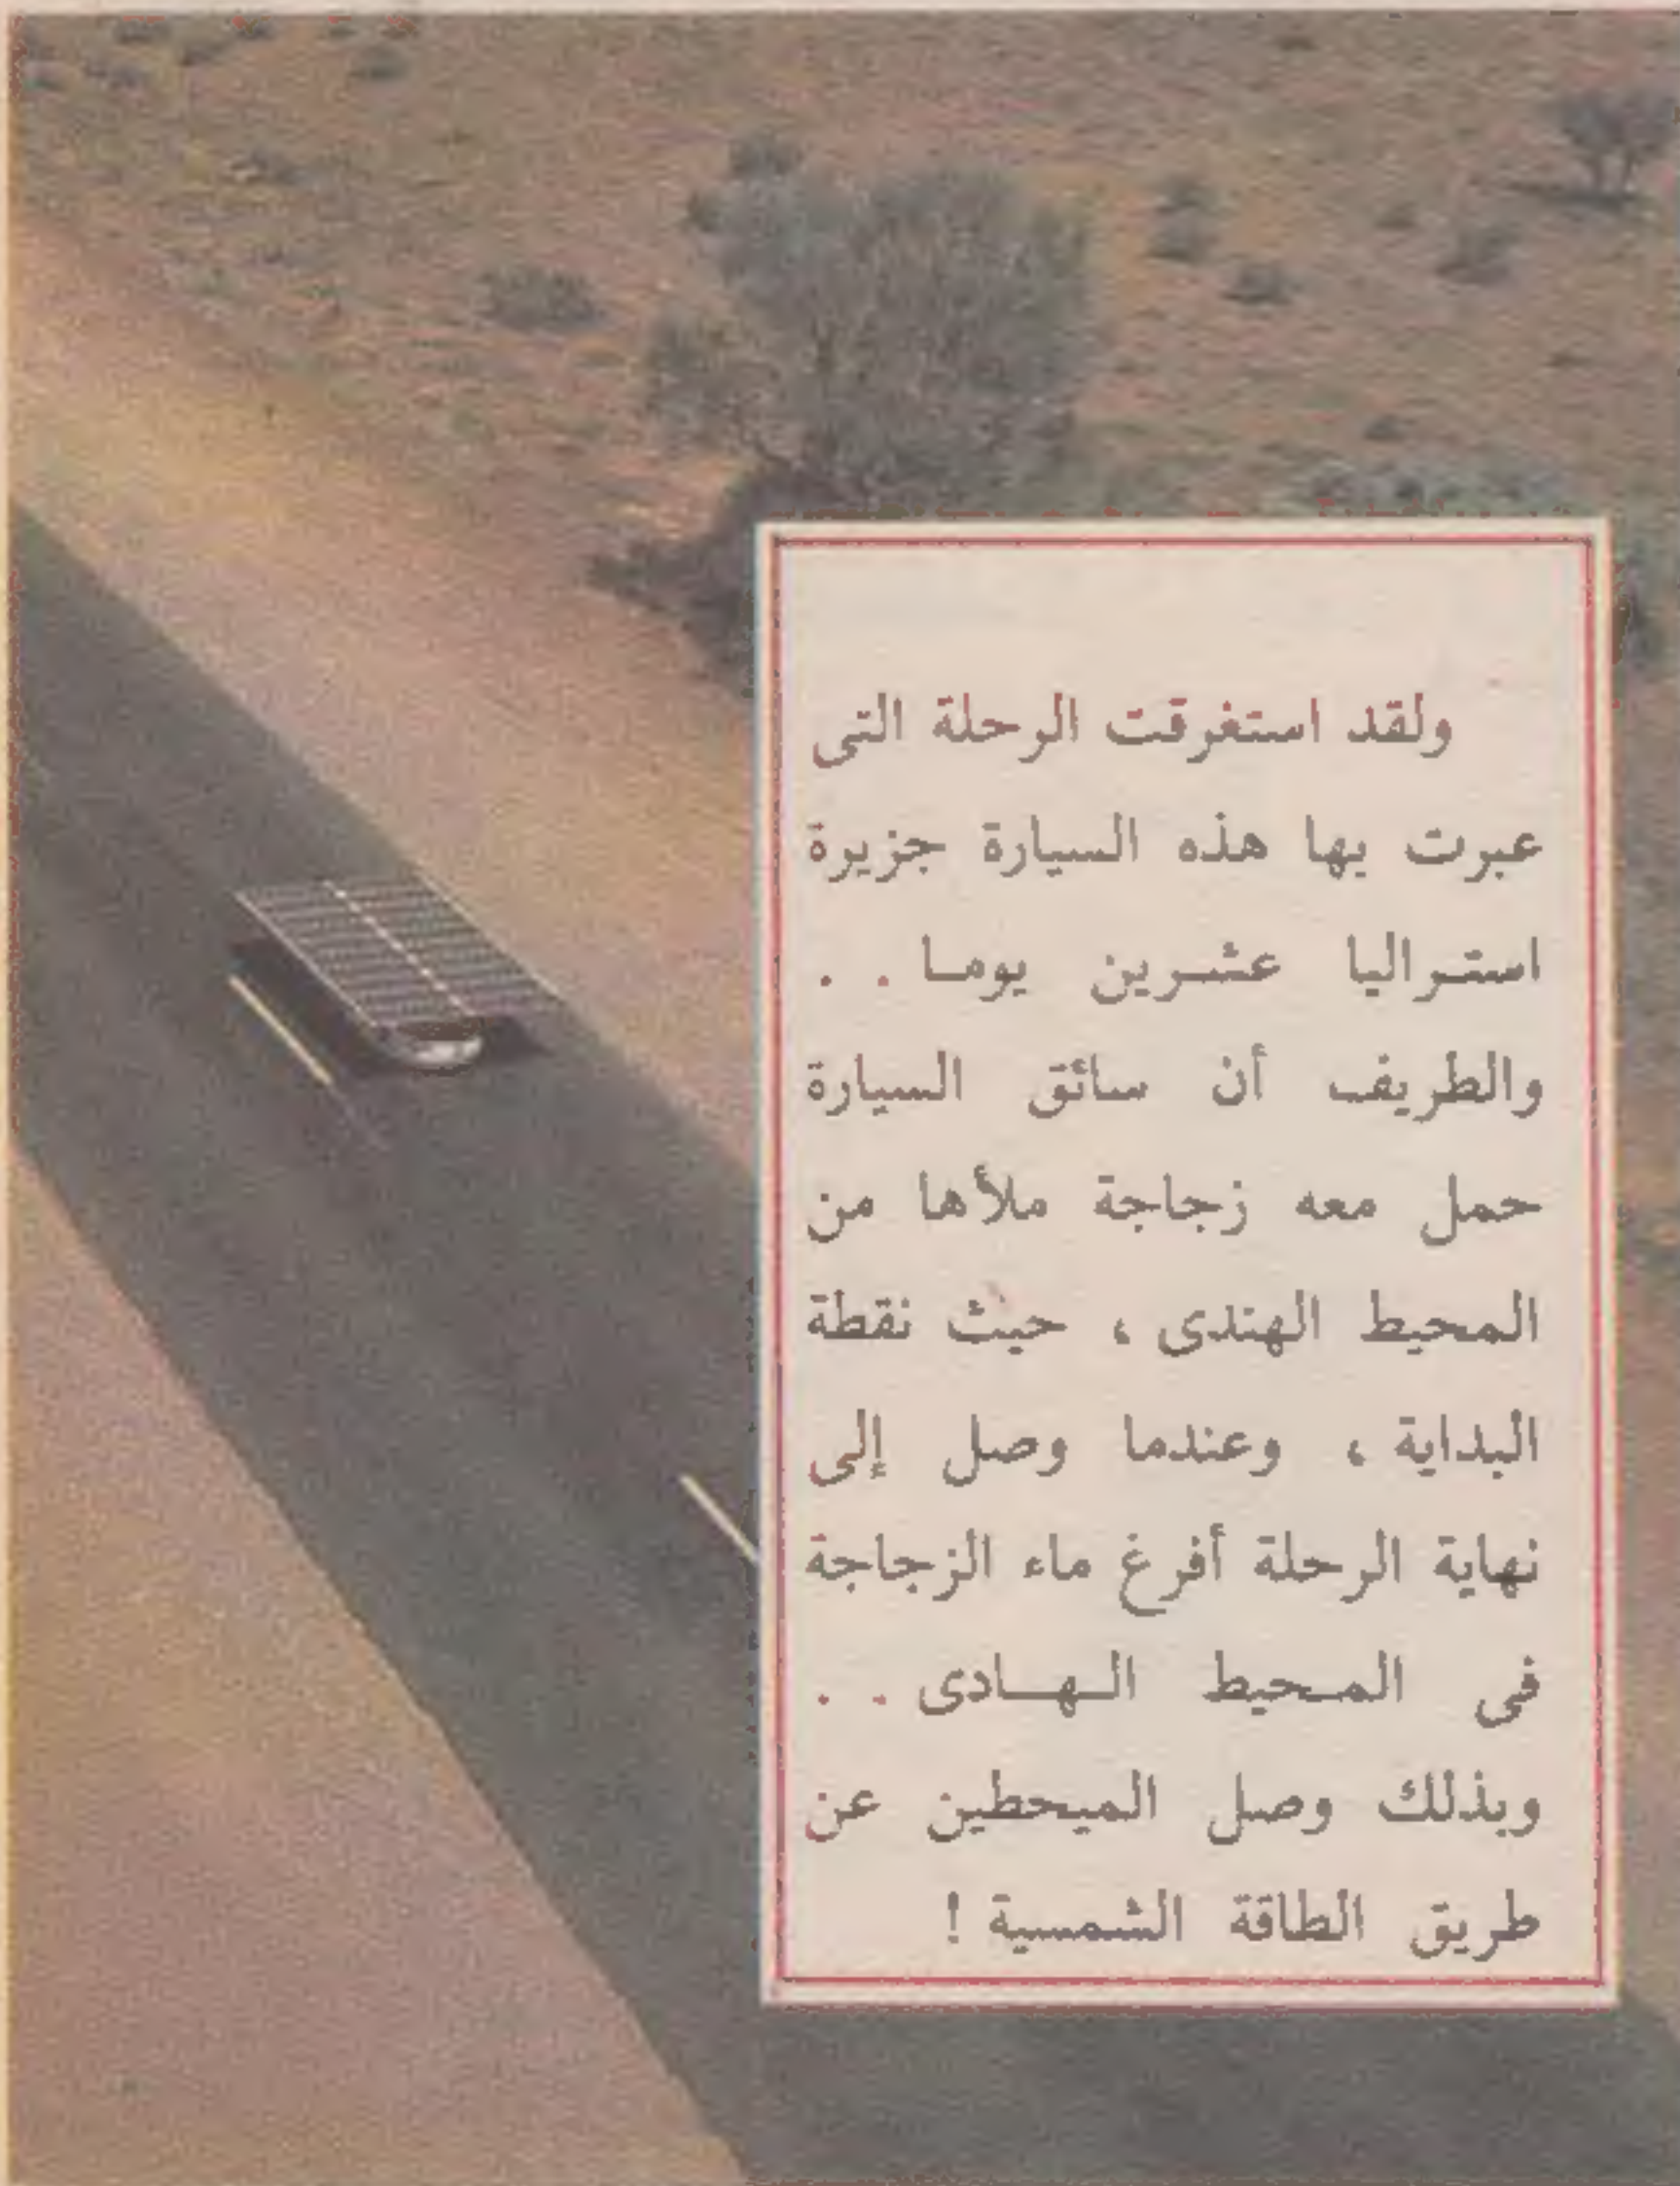 ولقد استغرقت الرحلة التى
عبرت بها هذه السيارة جزيرة
استراليا عشرين يوما . .
والطريف أن سائق السيارة
حمل معه زجاجة ملأها من
المحيط الهندى ، حيث نقطة
البداية ، وعندما وصل إلى
نهاية الرحلة أفرغ ماء الزجاجة
فى المحيط الهادى . .
وبذلك وصل الميحطين عن
طريق الطاقة الشمسية !